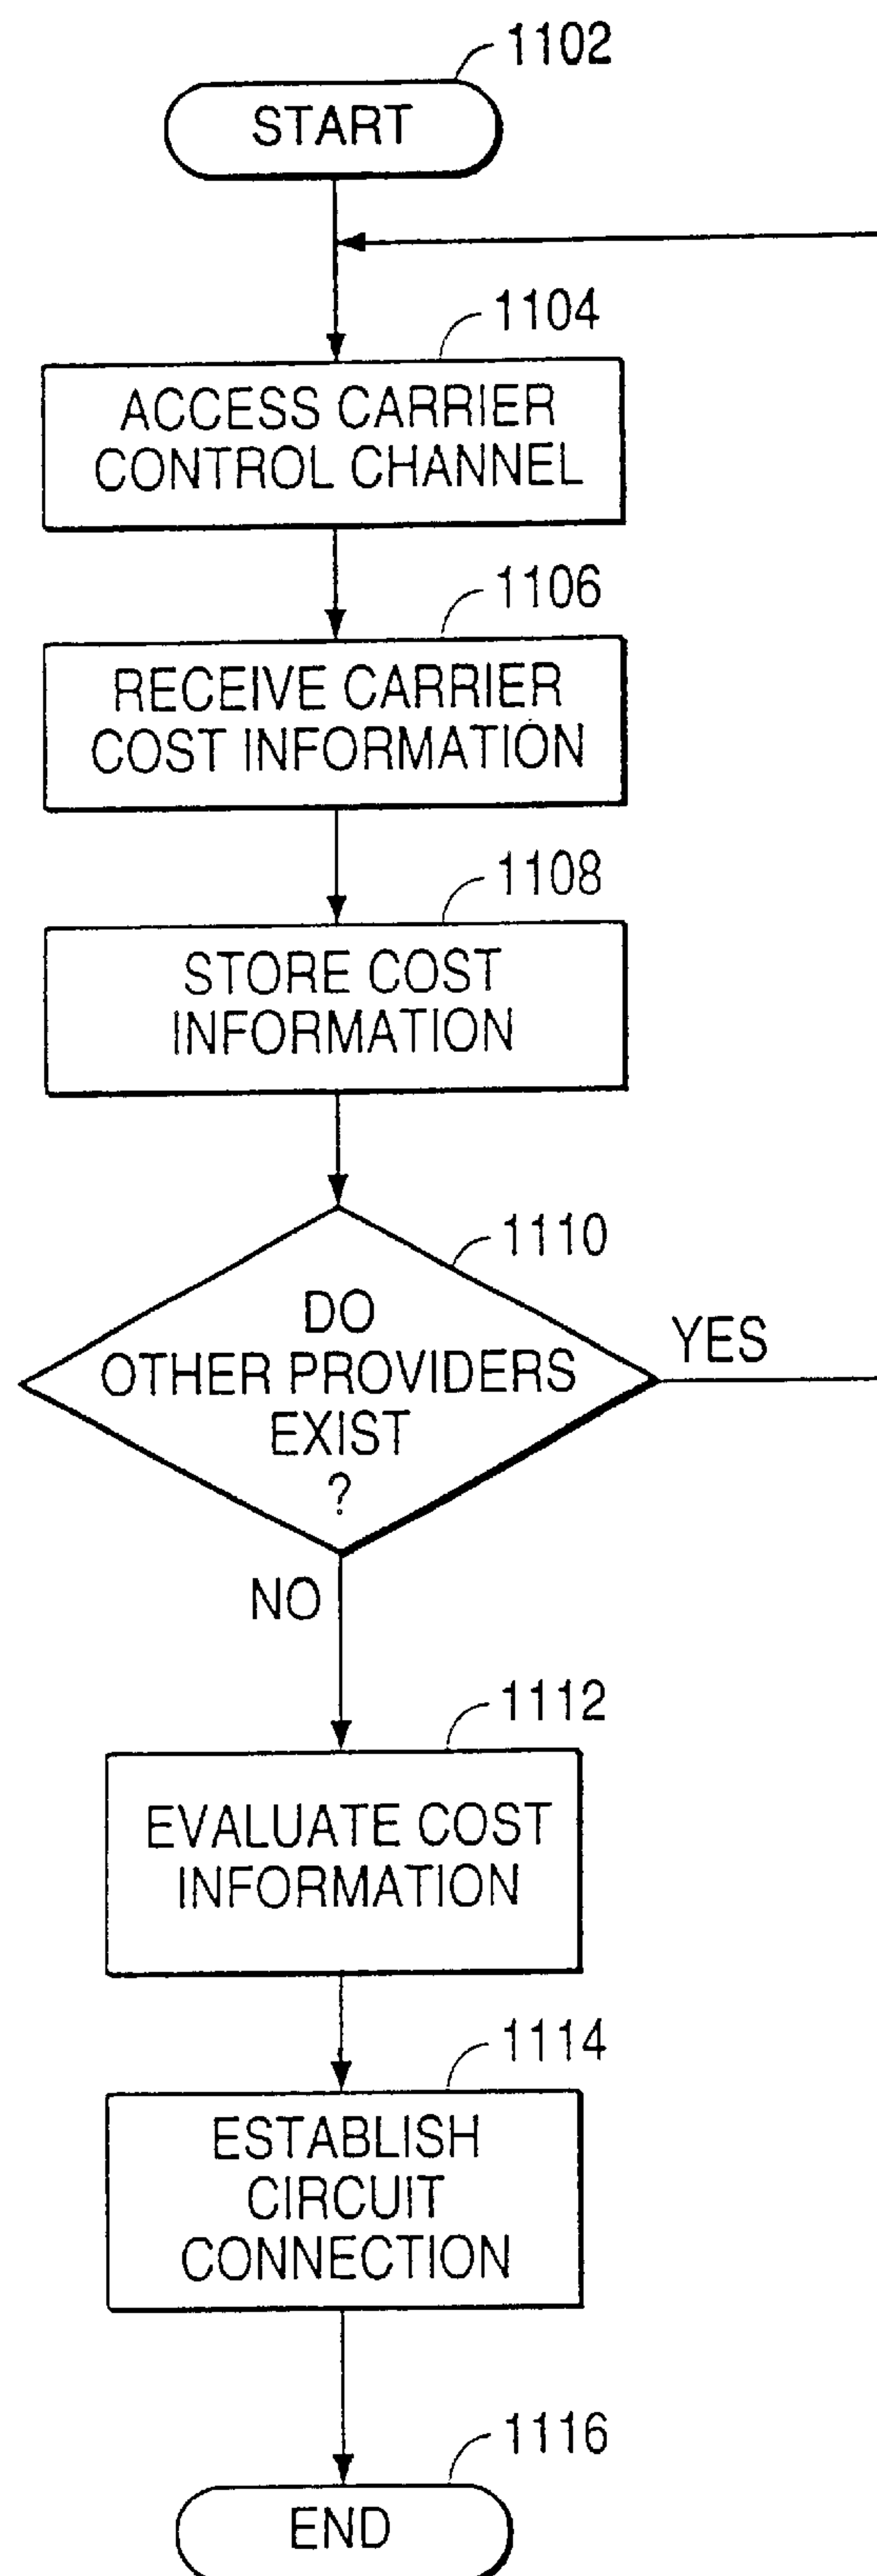 1102
START
1104
ACCESS CARRIER
CONTROL CHANNEL
1106
RECEIVE CARRIER
COST INFORMATION
1108
STORE COST
INFORMATION
1110
DO
OTHER PROVIDERS
EXIST
?
YES
NO
1112
EVALUATE COST
INFORMATION
1114
ESTABLISH
CIRCUIT
CONNECTION
1116
END